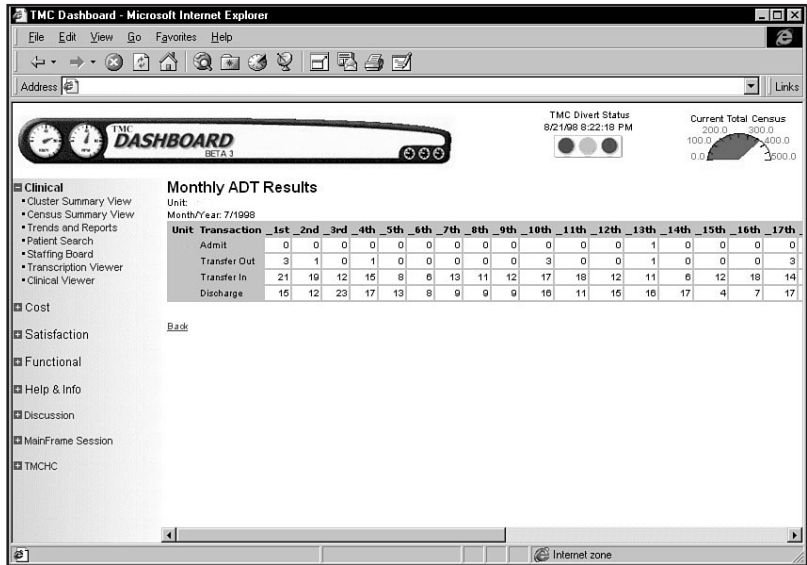 TMC Dashboard - Microsoft Internet Explorer
File Edit View Go Favorites Help
Address
Links
TMC
DASHBOARD
BETA 3
TMC Divert Status
8/21/98 8:22:18 PM
Current Total Census
200.0 300.0
100.0 400.0
0.0 500.0
Clinical
Cluster Summary View
Census Summary View
Trends and Reports
Patient Search
Staffing Board
Transcription Viewer
Clinical Viewer
Cost
Satisfaction
Functional
Help & Info
Discussion
MainFrame Session
TMCHC
Monthly ADT Results
Unit:
Month/Year: 7/1998
Unit Transaction _1st _2nd _3rd _4th _5th _6th _7th _8th _9th _10th _11th _12th _13th _14th _15th _16th _17th
Admit 0 0 0 0 0 0 0 0 0 0 0 0 1 0 0 0 0
Transfer Out 3 1 0 1 0 0 0 0 0 3 0 0 1 0 0 0 3
Transfer In 21 19 12 15 8 6 13 11 12 17 18 12 11 6 12 18 14
Discharge 15 12 23 17 13 8 9 9 9 16 11 15 16 17 4 7 17
Back
Internet zone